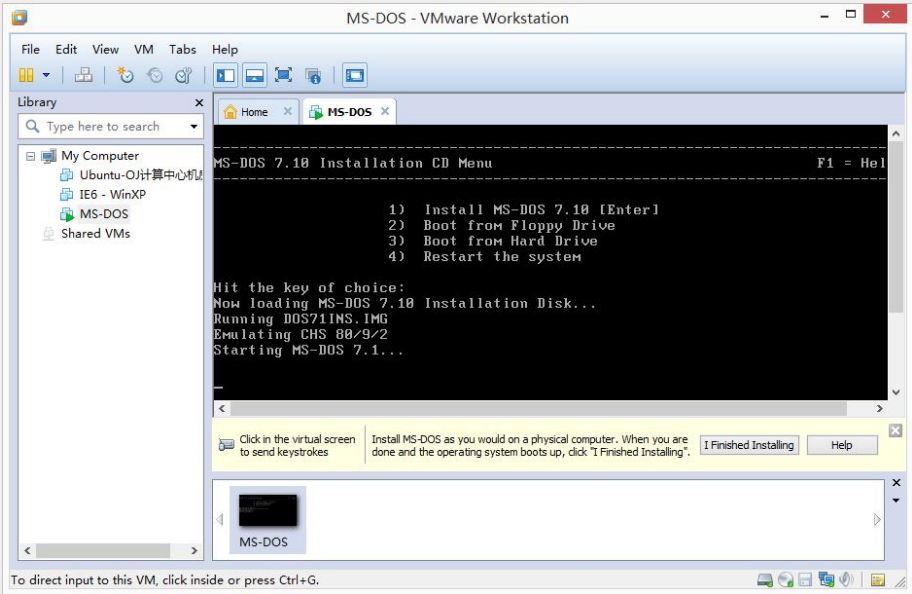 MS-DOS - VMware Workstation
File Edit View VM Tabs Help
Library
Type here to search
My Computer
Ubuntu-OJ计算中心机
IE6 - WinXP
MS-DOS
Shared VMs
Home
MS-DOS
MS-DOS 7.10 Installation CD Menu F1 = Hel
1) Install MS-DOS 7.10 [Enter]
2) Boot from Floppy Drive
3) Boot from Hard Drive
4) Restart the system
Hit the key of choice:
Now loading MS-DOS 7.10 Installation Disk...
Running DOS71INS.IMG
Emulating CHS 80/9/2
Starting MS-DOS 7.1...
Click in the virtual screen
to send keystrokes
Install MS-DOS as you would on a physical computer. When you are
done and the operating system boots up, click "I Finished Installing".
I Finished Installing
Help
MS-DOS
To direct input to this VM, click inside or press Ctrl+G.